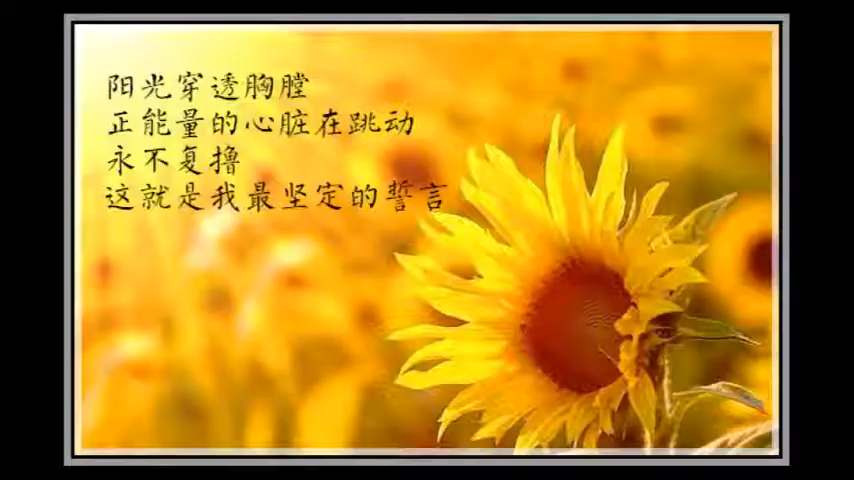 阳光穿透胸膛
正能量的心脏在跳动
永不复撸
这就是我最坚定的誓言